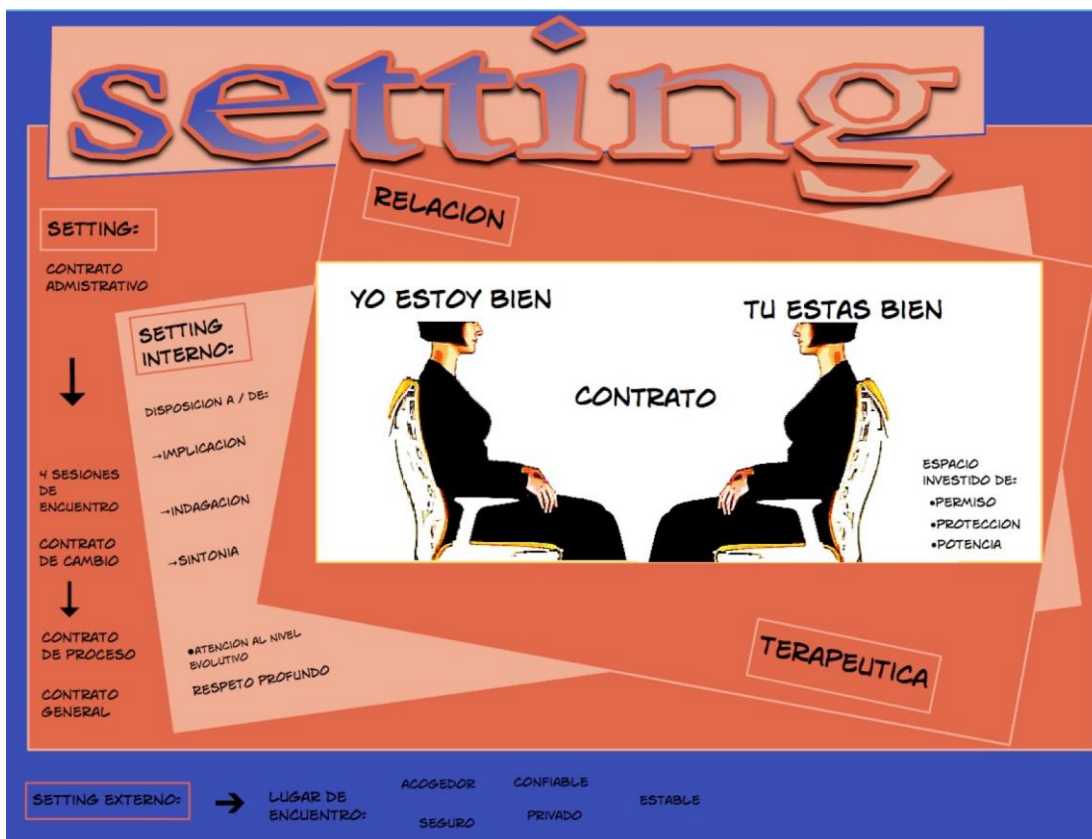 setting
SETTING:
CONTRATO
ADMISTRATIVO
4 SESIONES
DE
ENCUENTRO
CONTRATO
DE CAMBIO
CONTRATO
DE PROCESO
CONTRATO
GENERAL
SETTING
INTERNO:
DISPOSICION A / DE:
→IMPLICACION
→INDAGACION
→SINTONIA
•ATENCION AL NIVEL
EVOLUTIVO
RESPETO PROFUNDO
RELACION
YO ESTOY BIEN
TU ESTAS BIEN
CONTRATO
ESPACIO
INVESTIDO DE:
•PERMISO
•PROTECCION
•POTENCIA
TERAPEUTICA
SETTING EXTERNO:
LUGAR DE
ENCUENTRO:
ACOGEDOR
CONFIABLE
SEGURO
PRIVADO
ESTABLE